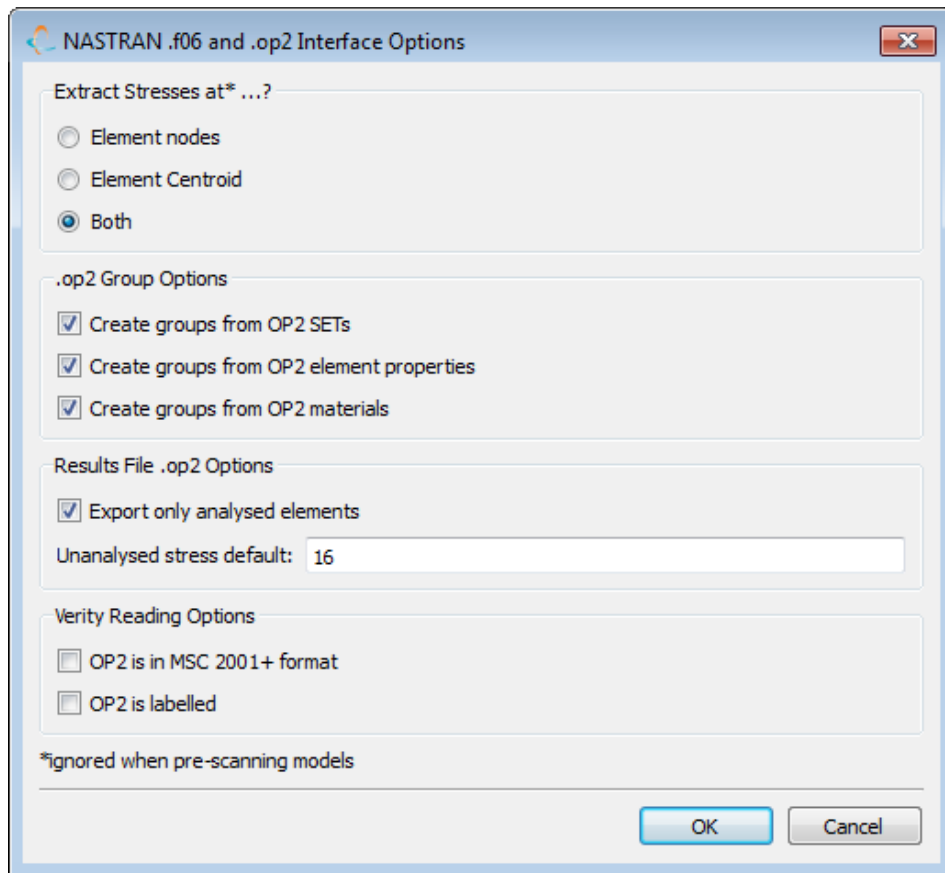 NASTRAN .f06 and .op2 Interface Options
Extract Stresses at* ...?
Element nodes
Element Centroid
Both
.op2 Group Options
Create groups from OP2 SETs
Create groups from OP2 element properties
Create groups from OP2 materials
Results File .op2 Options
Export only analysed elements
Unanalysed stress default: 16
Verity Reading Options
OP2 is in MSC 2001+ format
OP2 is labelled
*ignored when pre-scanning models
OK Cancel